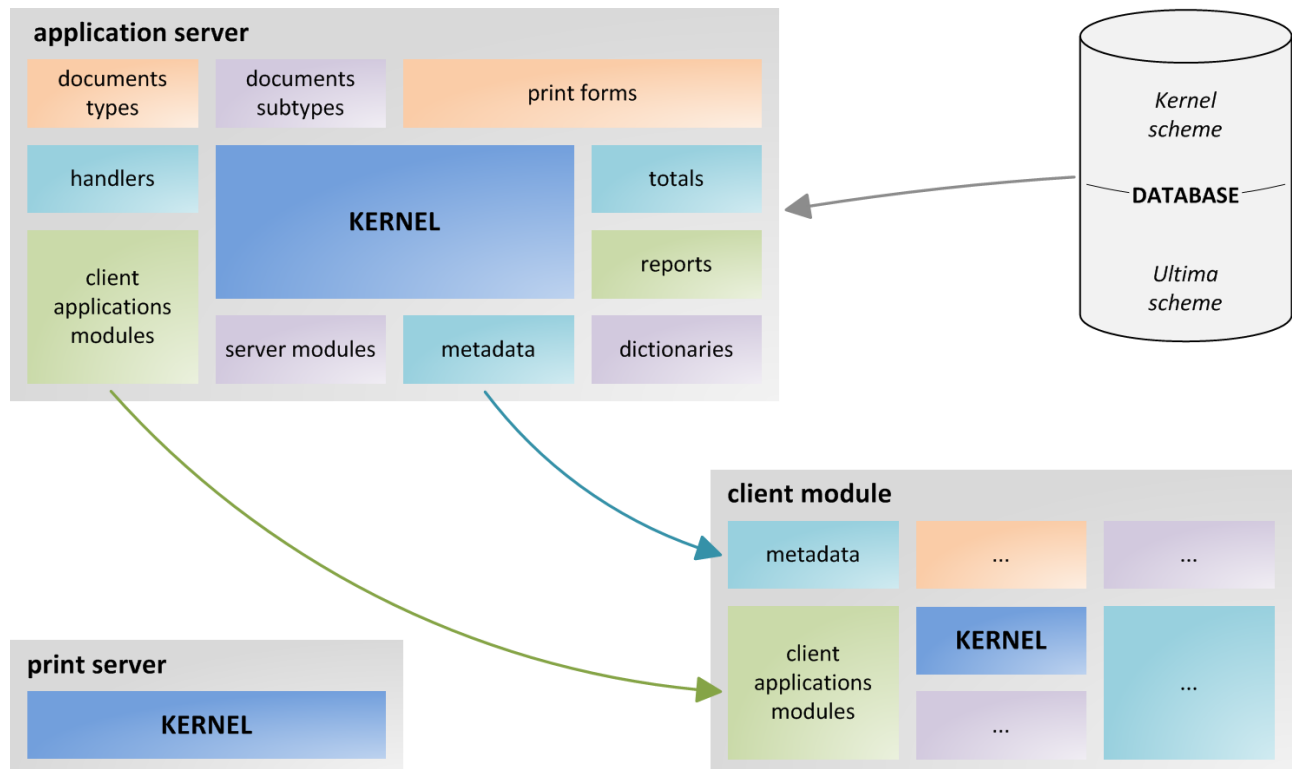 application server
documents
types
documents
subtypes
print forms
handlers
KERNEL
totals
client
applications
modules
reports
server modules
metadata
dictionaries
Kernel
scheme
DATABASE
Ultima
scheme
client module
metadata
...
...
client
applications
modules
KERNEL
...
...
print server
KERNEL